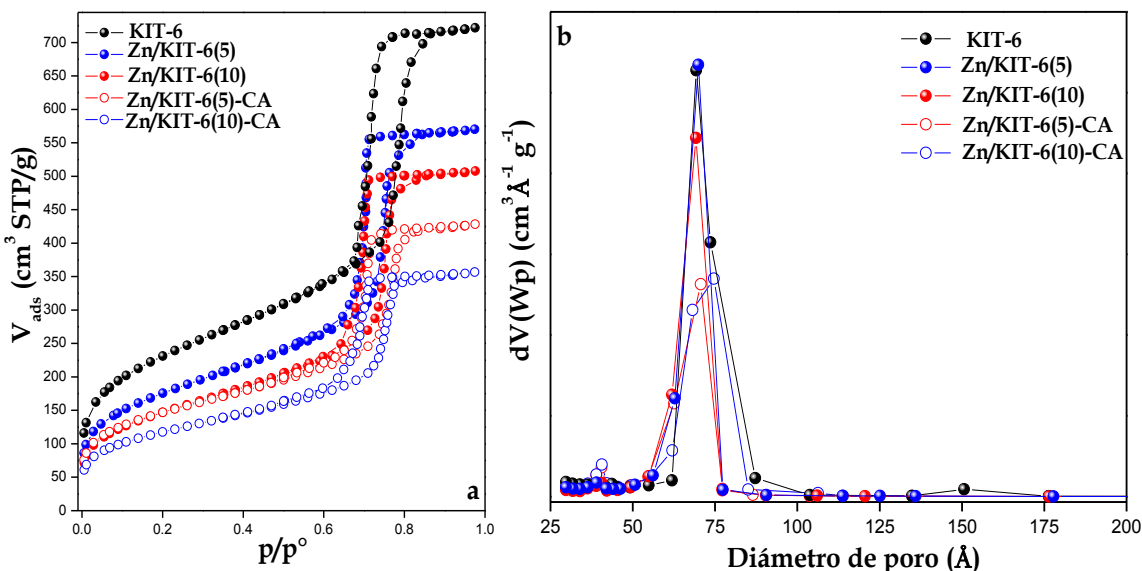 KIT-6
Zn/KIT-6(5)
Zn/KIT-6(10)
Zn/KIT-6(5)-CA
Zn/KIT-6(10)-CA
V_ads (cm³ STP/g)
700
650
600
550
500
450
400
350
300
250
200
150
100
50
0
0.0 0.2 0.4 0.6 0.8 1.0
p/p°
a
b
KIT-6
Zn/KIT-6(5)
Zn/KIT-6(10)
Zn/KIT-6(5)-CA
Zn/KIT-6(10)-CA
dV(Wp) (cm³Å⁻¹ g⁻¹)
25 50 75 100 125 150 175 200
Diámetro de poro (Å)